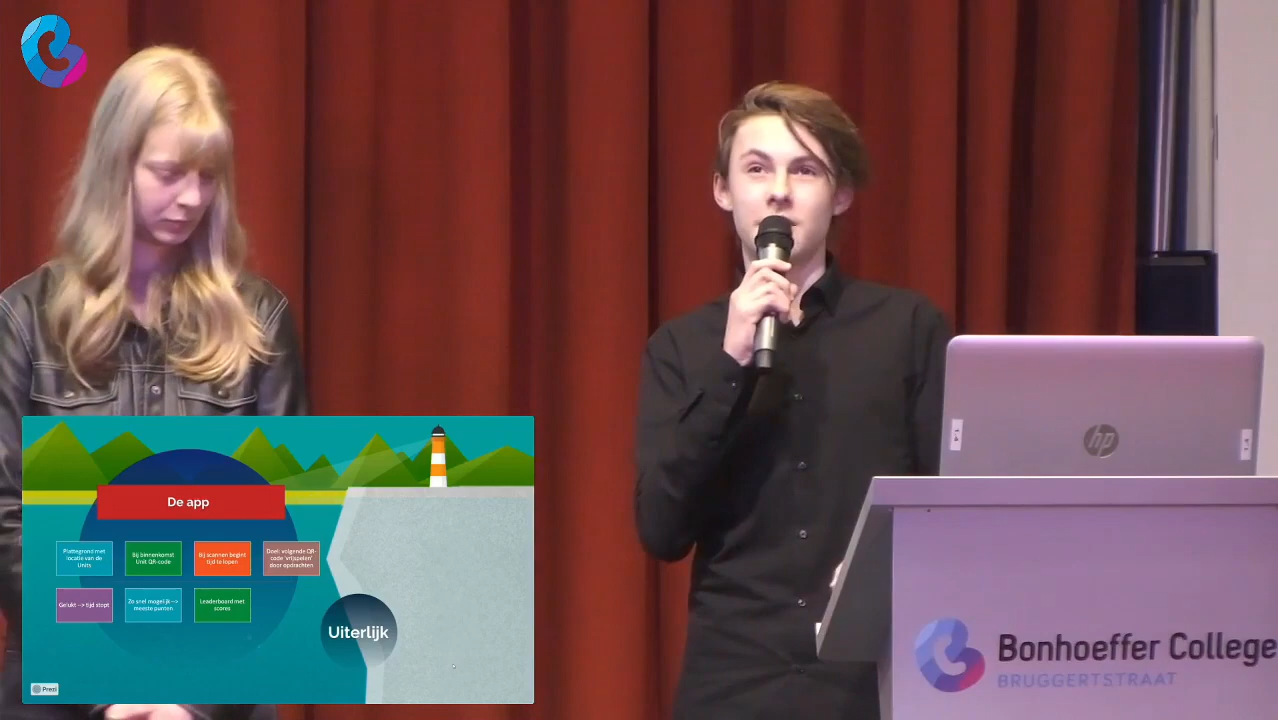 De app
Plattegrond met
locatie van de
Units
Bij binnenkomst
Unit QR-code
Bij scannen begint
tijd te lopen
Doel: volgende QR-
code 'vrijspelen'
door opdrachten
Gelukt --> tijd stopt
Zo snel mogelijk -->
meeste punten
Leaderboard met
scores
Uiterlijk
Prezi
hp
Bonhoeffer College
BRUGGERTSTRAAT